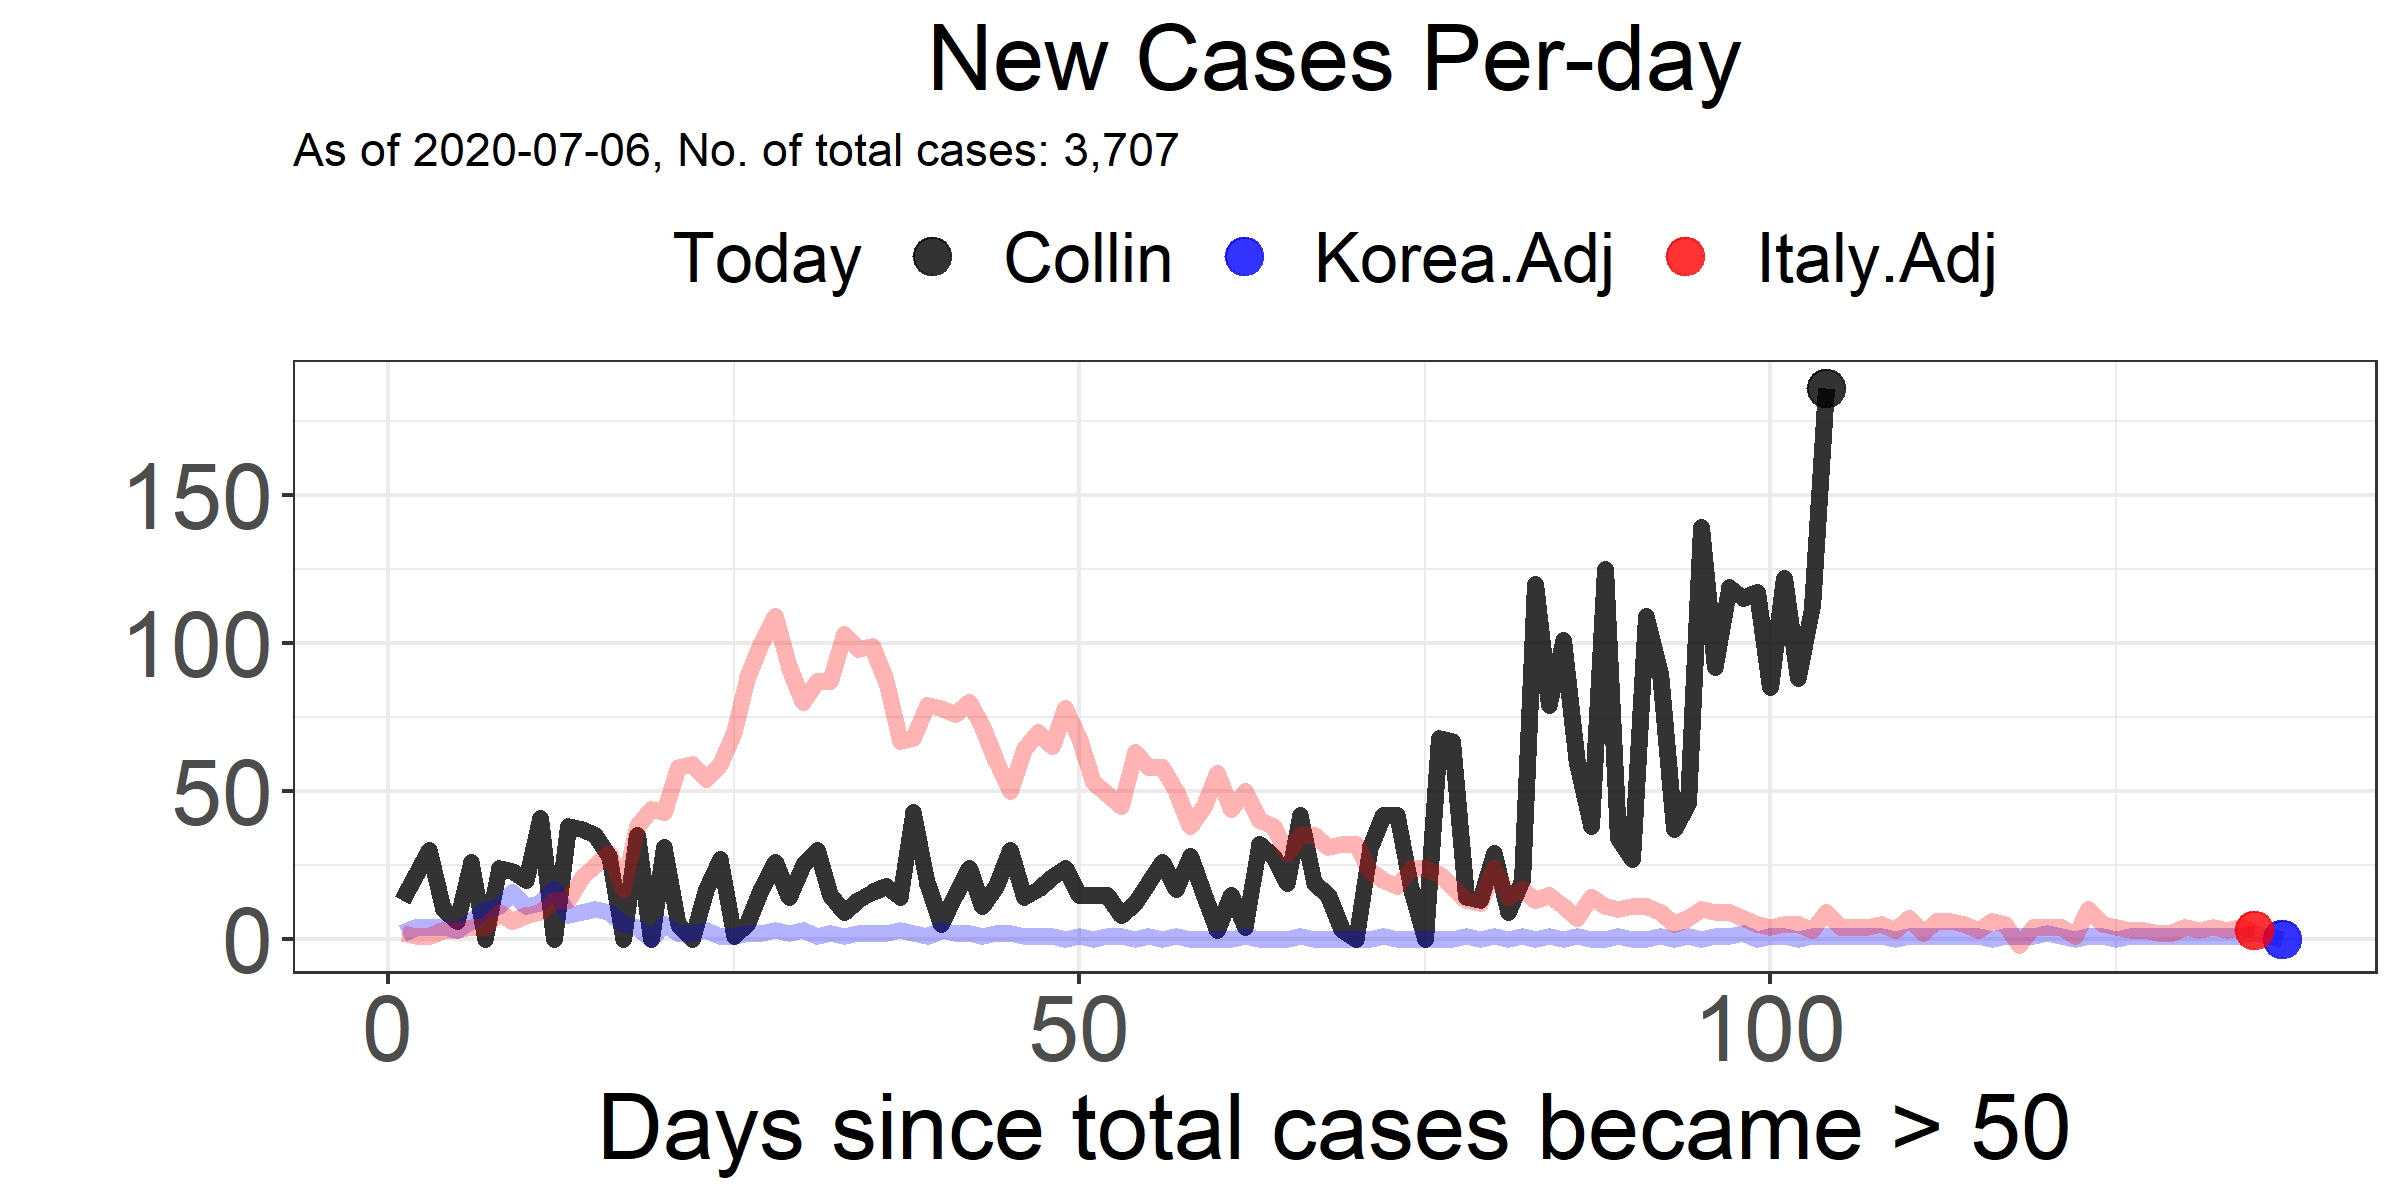 New Cases Per-day
As of 2020-07-06, No. of total cases: 3,707
Today Collin Korea.Adj Italy.Adj
150
100
50
0
0 50 100
Days since total cases became > 50